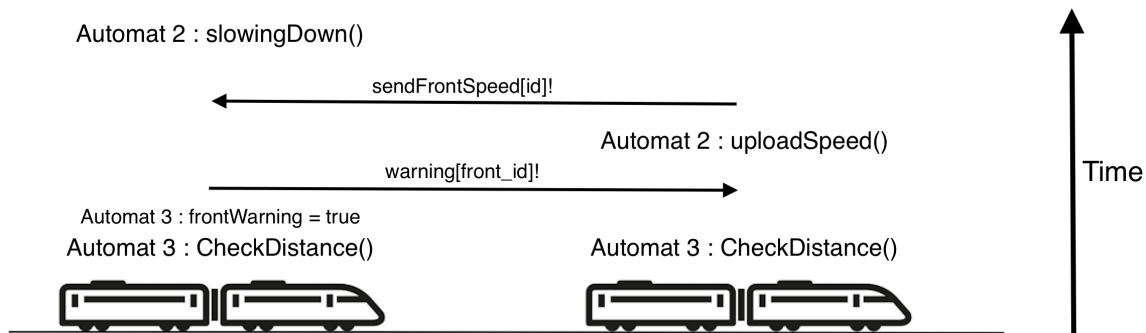 Automat 2 : slowingDown()
sendFrontSpeed[id]!
Automat 2 : uploadSpeed()
warning[front_id]!
Time
Automat 3 : frontWarning = true
Automat 3 : CheckDistance()
Automat 3 : CheckDistance()